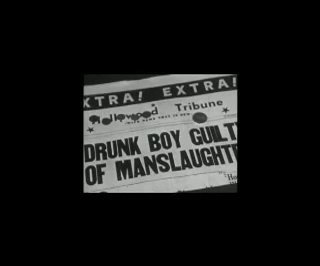 XTRA! EXTRA!
Hollywood Tribune
DRUNK BOY GUILT
OF MANSLAUGHT